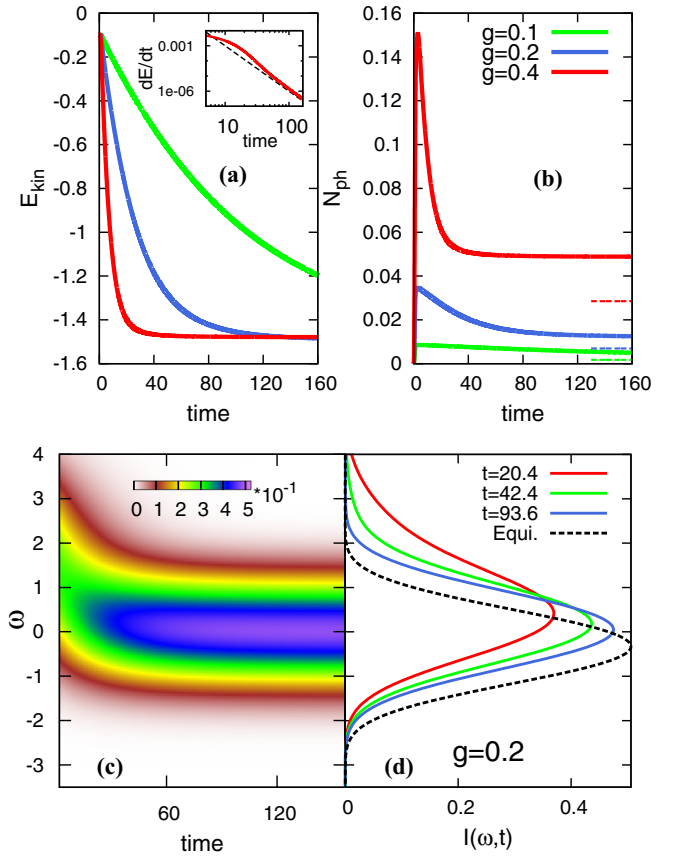 0
-0.2
-0.4
-0.6
-0.8
-1
-1.2
-1.4
-1.6
E_kin
0 40 80 120 160
time
(a)
0.001
1e-06
dE/dt
10 100
time
0.16
0.14
0.12
0.10
0.08
0.06
0.04
0.02
0
N_ph
0 40 80 120 160
time
g=0.1
g=0.2
g=0.4
(b)
4
3
2
1
0
-1
-2
-3
ω
0 1 2 3 4 5 *10^-1
(c)
60 120
time
t=20.4
t=42.4
t=93.6
Equi.
(d)
g=0.2
0 0.2 0.4
I(ω,t)